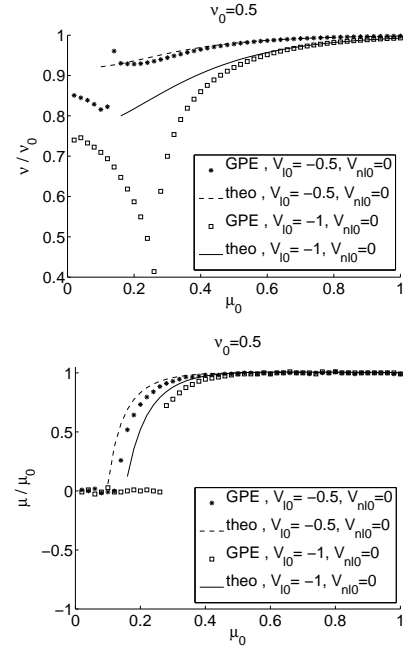 ν₀=0.5
1
0.9
0.8
0.7
0.6
0.5
0.4
ν / ν₀
GPE , V_l0= −0.5, V_nl0=0
theo , V_l0= −0.5, V_nl0=0
GPE , V_l0= −1, V_nl0=0
theo , V_l0= −1, V_nl0=0
0 0.2 0.4 0.6 0.8 1
μ₀
ν₀=0.5
1
0.5
0
−0.5
−1
μ / μ₀
GPE , V_l0= −0.5, V_nl0=0
theo , V_l0= −0.5, V_nl0=0
GPE , V_l0= −1, V_nl0=0
theo , V_l0= −1, V_nl0=0
0 0.2 0.4 0.6 0.8 1
μ₀